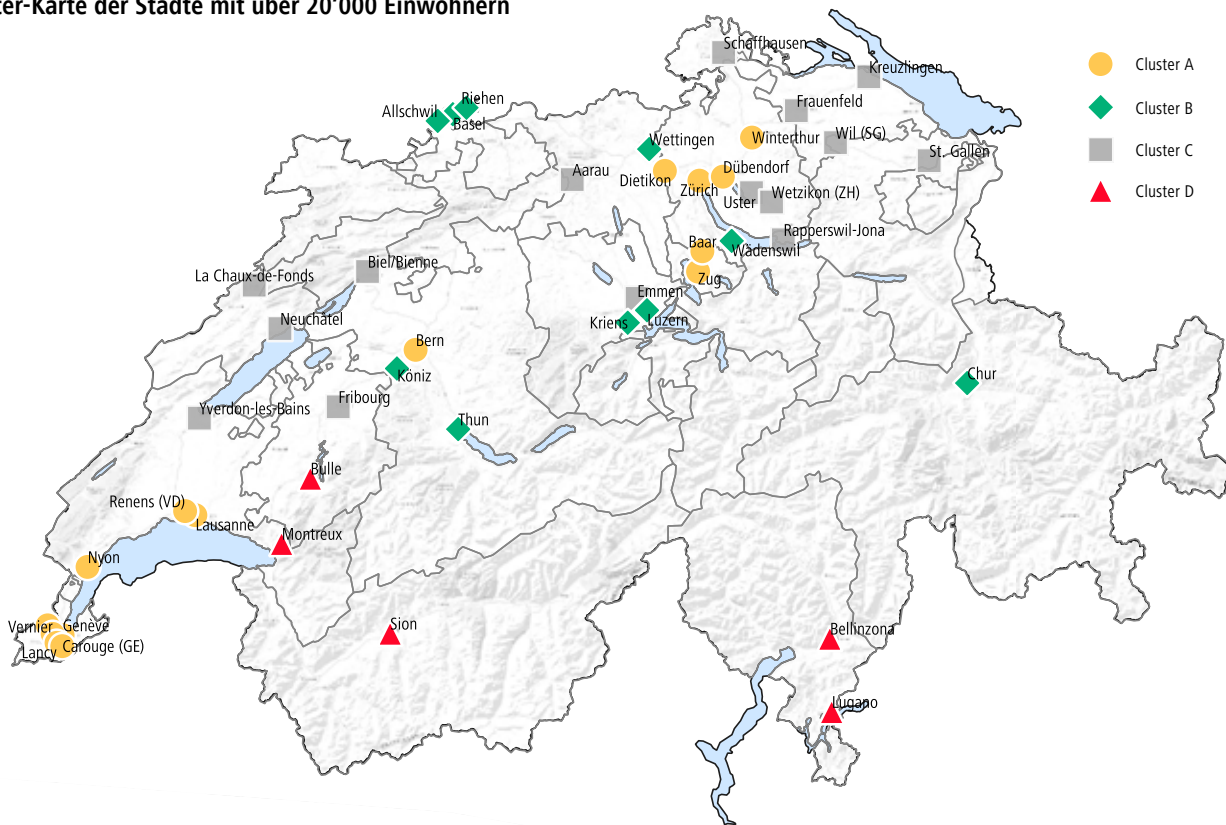 ter-Karte der Städte mit über 20'000 Einwohnern
Schaffhausen
Cluster A
Kreuzlingen
Cluster B
Riehen
Allschwil
Basel
Frauenfeld
Wettingen
Winterthur
Wil (SG)
Cluster C
St. Gallen
Aarau
Dübendorf
Dietikon
Zürich
Uster
Wetzikon (ZH)
Cluster D
Rapperswil-Jona
Baar
Wädenswil
Biel/Bienne
La Chaux-de-Fonds
Zug
Emmen
Neuchâtel
Kriens
Luzern
Bern
Köniz
Chur
Fribourg
Yverdon-les-Bains
Thun
Bulle
Renens (VD)
Lausanne
Montreux
Nyon
Vernier
Genève
Sion
Lancy
Carouge (GE)
Bellinzona
Lugano